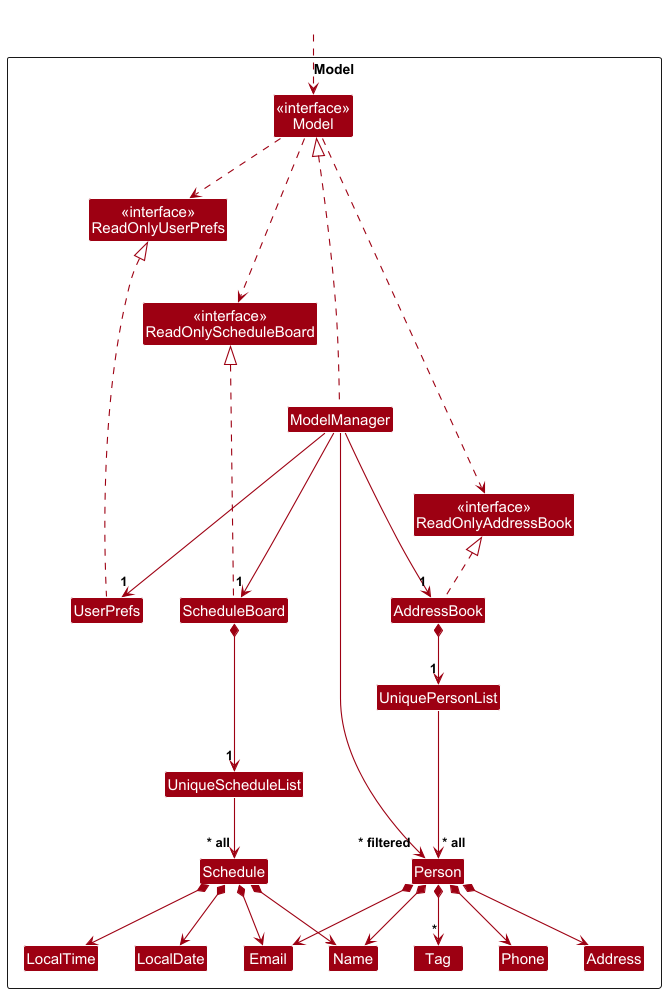 Model
«interface»
Model
«interface»
ReadOnlyUserPrefs
«interface»
ReadOnlyScheduleBoard
ModelManager
«interface»
ReadOnlyAddressBook
1
1
1
UserPrefs
ScheduleBoard
AddressBook
1
UniquePersonList
1
UniqueScheduleList
* all
* filtered
* all
Schedule
Person
*
LocalTime
LocalDate
Email
Name
Tag
Phone
Address